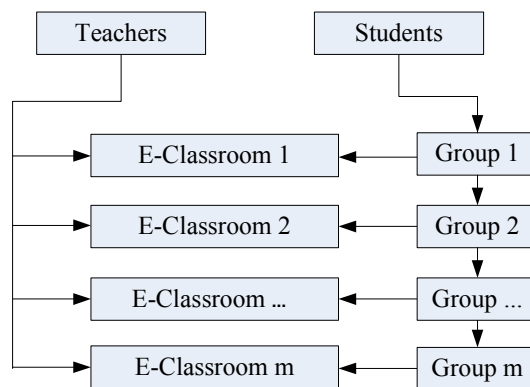 Teachers
Students
E-Classroom 1
Group 1
E-Classroom 2
Group 2
E-Classroom ...
Group ...
E-Classroom m
Group m